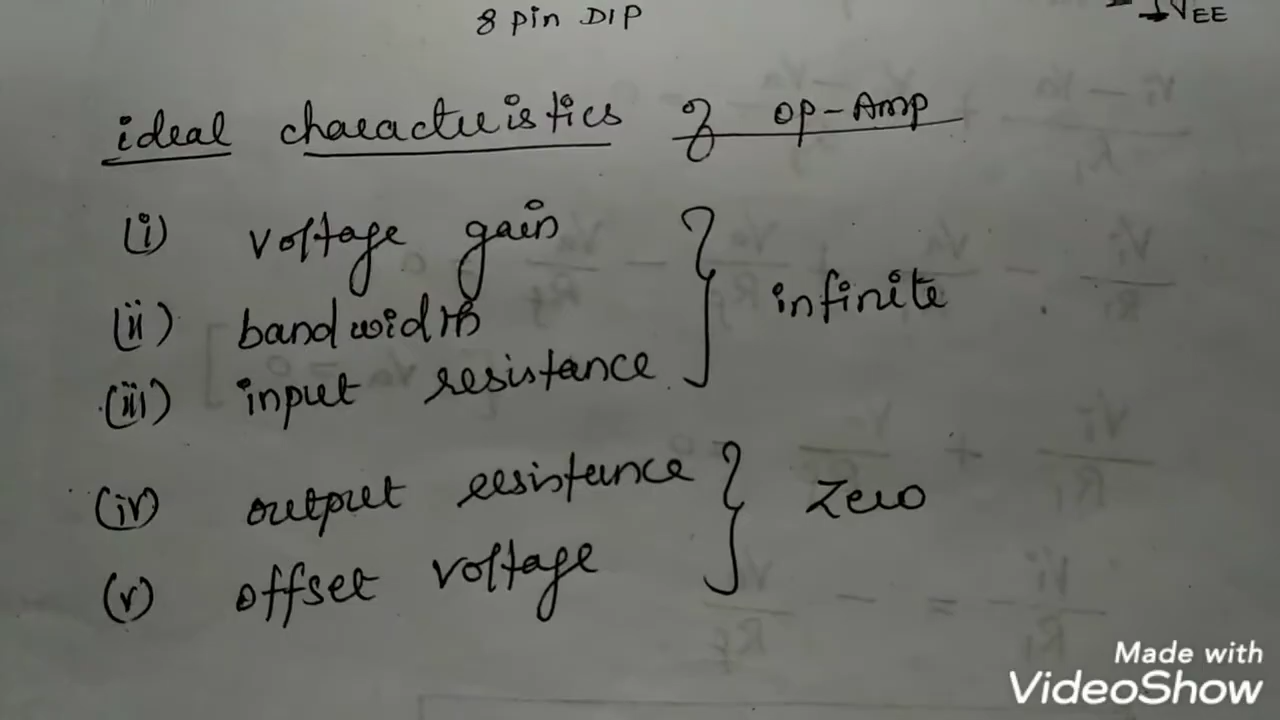 8 pin DIP
-VEE
ideal characteristics of OP-Amp
(i) voltage gain
(ii) bandwidth
(iii) input resistance
infinite
(iv) output resistance
(v) offset voltage
Zero
Made with
VideoShow